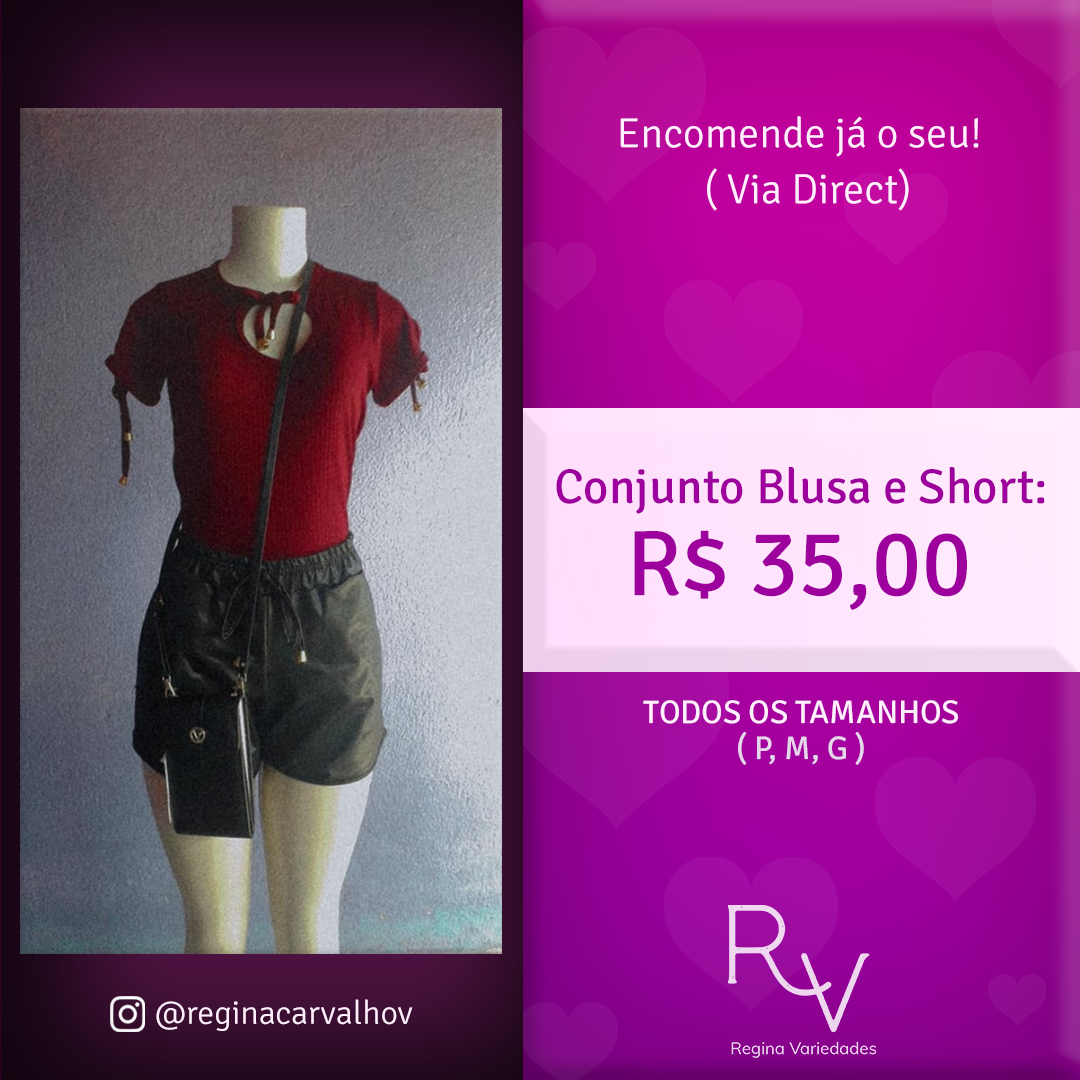 Encomende já o seu!
( Via Direct)
Conjunto Blusa e Short:
R$ 35,00
TODOS OS TAMANHOS
( P, M, G )
RV
Regina Variedades
@reginacarvalhov